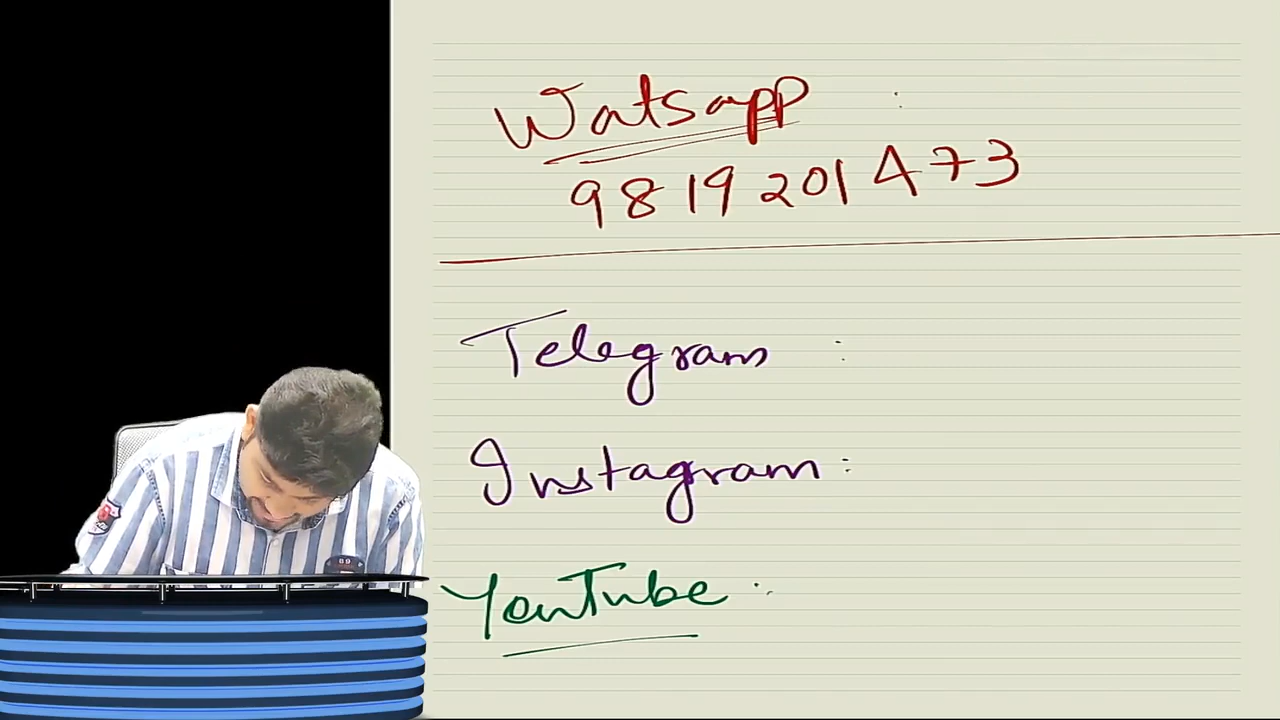 Watsapp :
9819201473
Telegram :
Instagram :
YouTube :